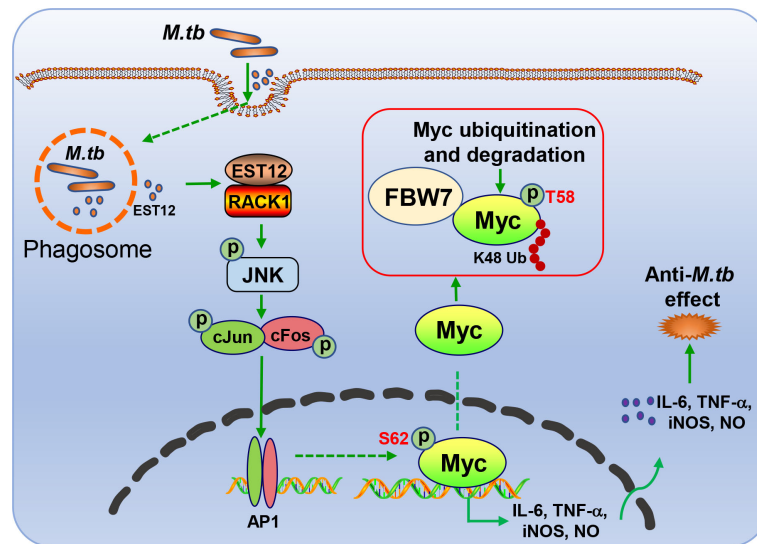 M.tb
M.tb
EST12
Phagosome
EST12
RACK1
p
JNK
p
cJun
cFos
p
AP1
Myc ubiquitination
and degradation
FBW7
p
T58
Myc
K48 Ub
Myc
S62
p
Myc
IL-6, TNF-α,
iNOS, NO
IL-6, TNF-α,
iNOS, NO
Anti-M.tb
effect